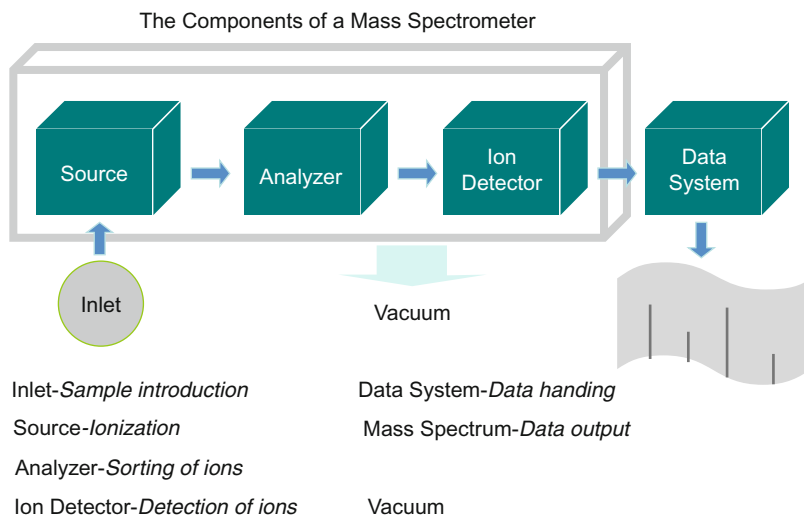 The Components of a Mass Spectrometer
Source
Analyzer
Ion
Detector
Data
System
Inlet
Vacuum
Inlet-Sample introduction
Source-Ionization
Analyzer-Sorting of ions
Ion Detector-Detection of ions
Data System-Data handing
Mass Spectrum-Data output
Vacuum